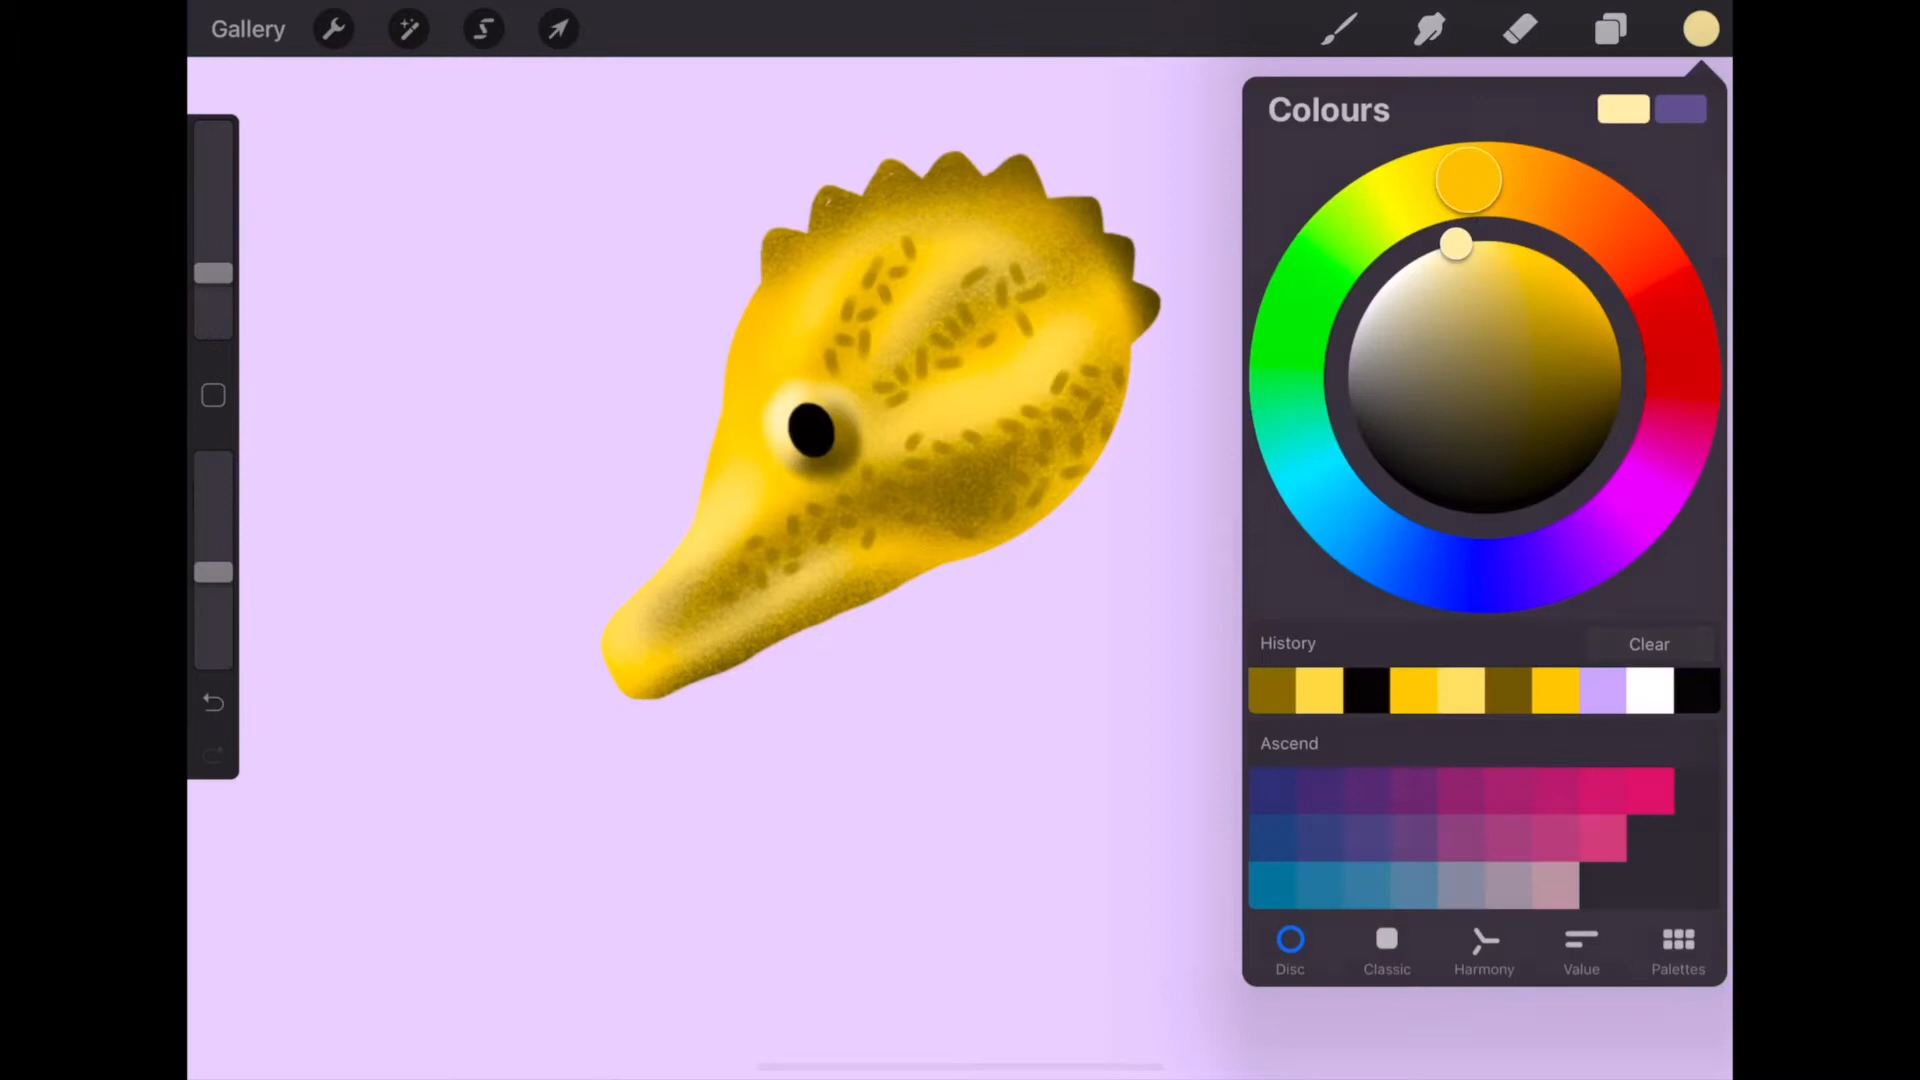 Gallery
Colours
History
Clear
Ascend
Disc
Classic
Harmony
Value
Palettes